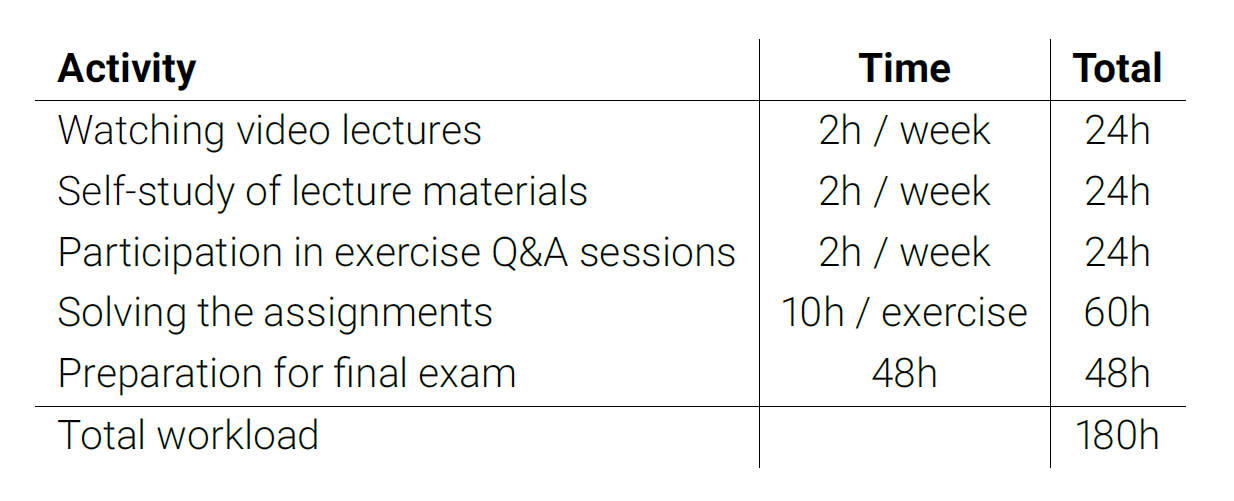 Activity Time Total
Watching video lectures 2h / week 24h
Self-study of lecture materials 2h / week 24h
Participation in exercise Q&A sessions 2h / week 24h
Solving the assignments 10h / exercise 60h
Preparation for final exam 48h 48h
Total workload 180h